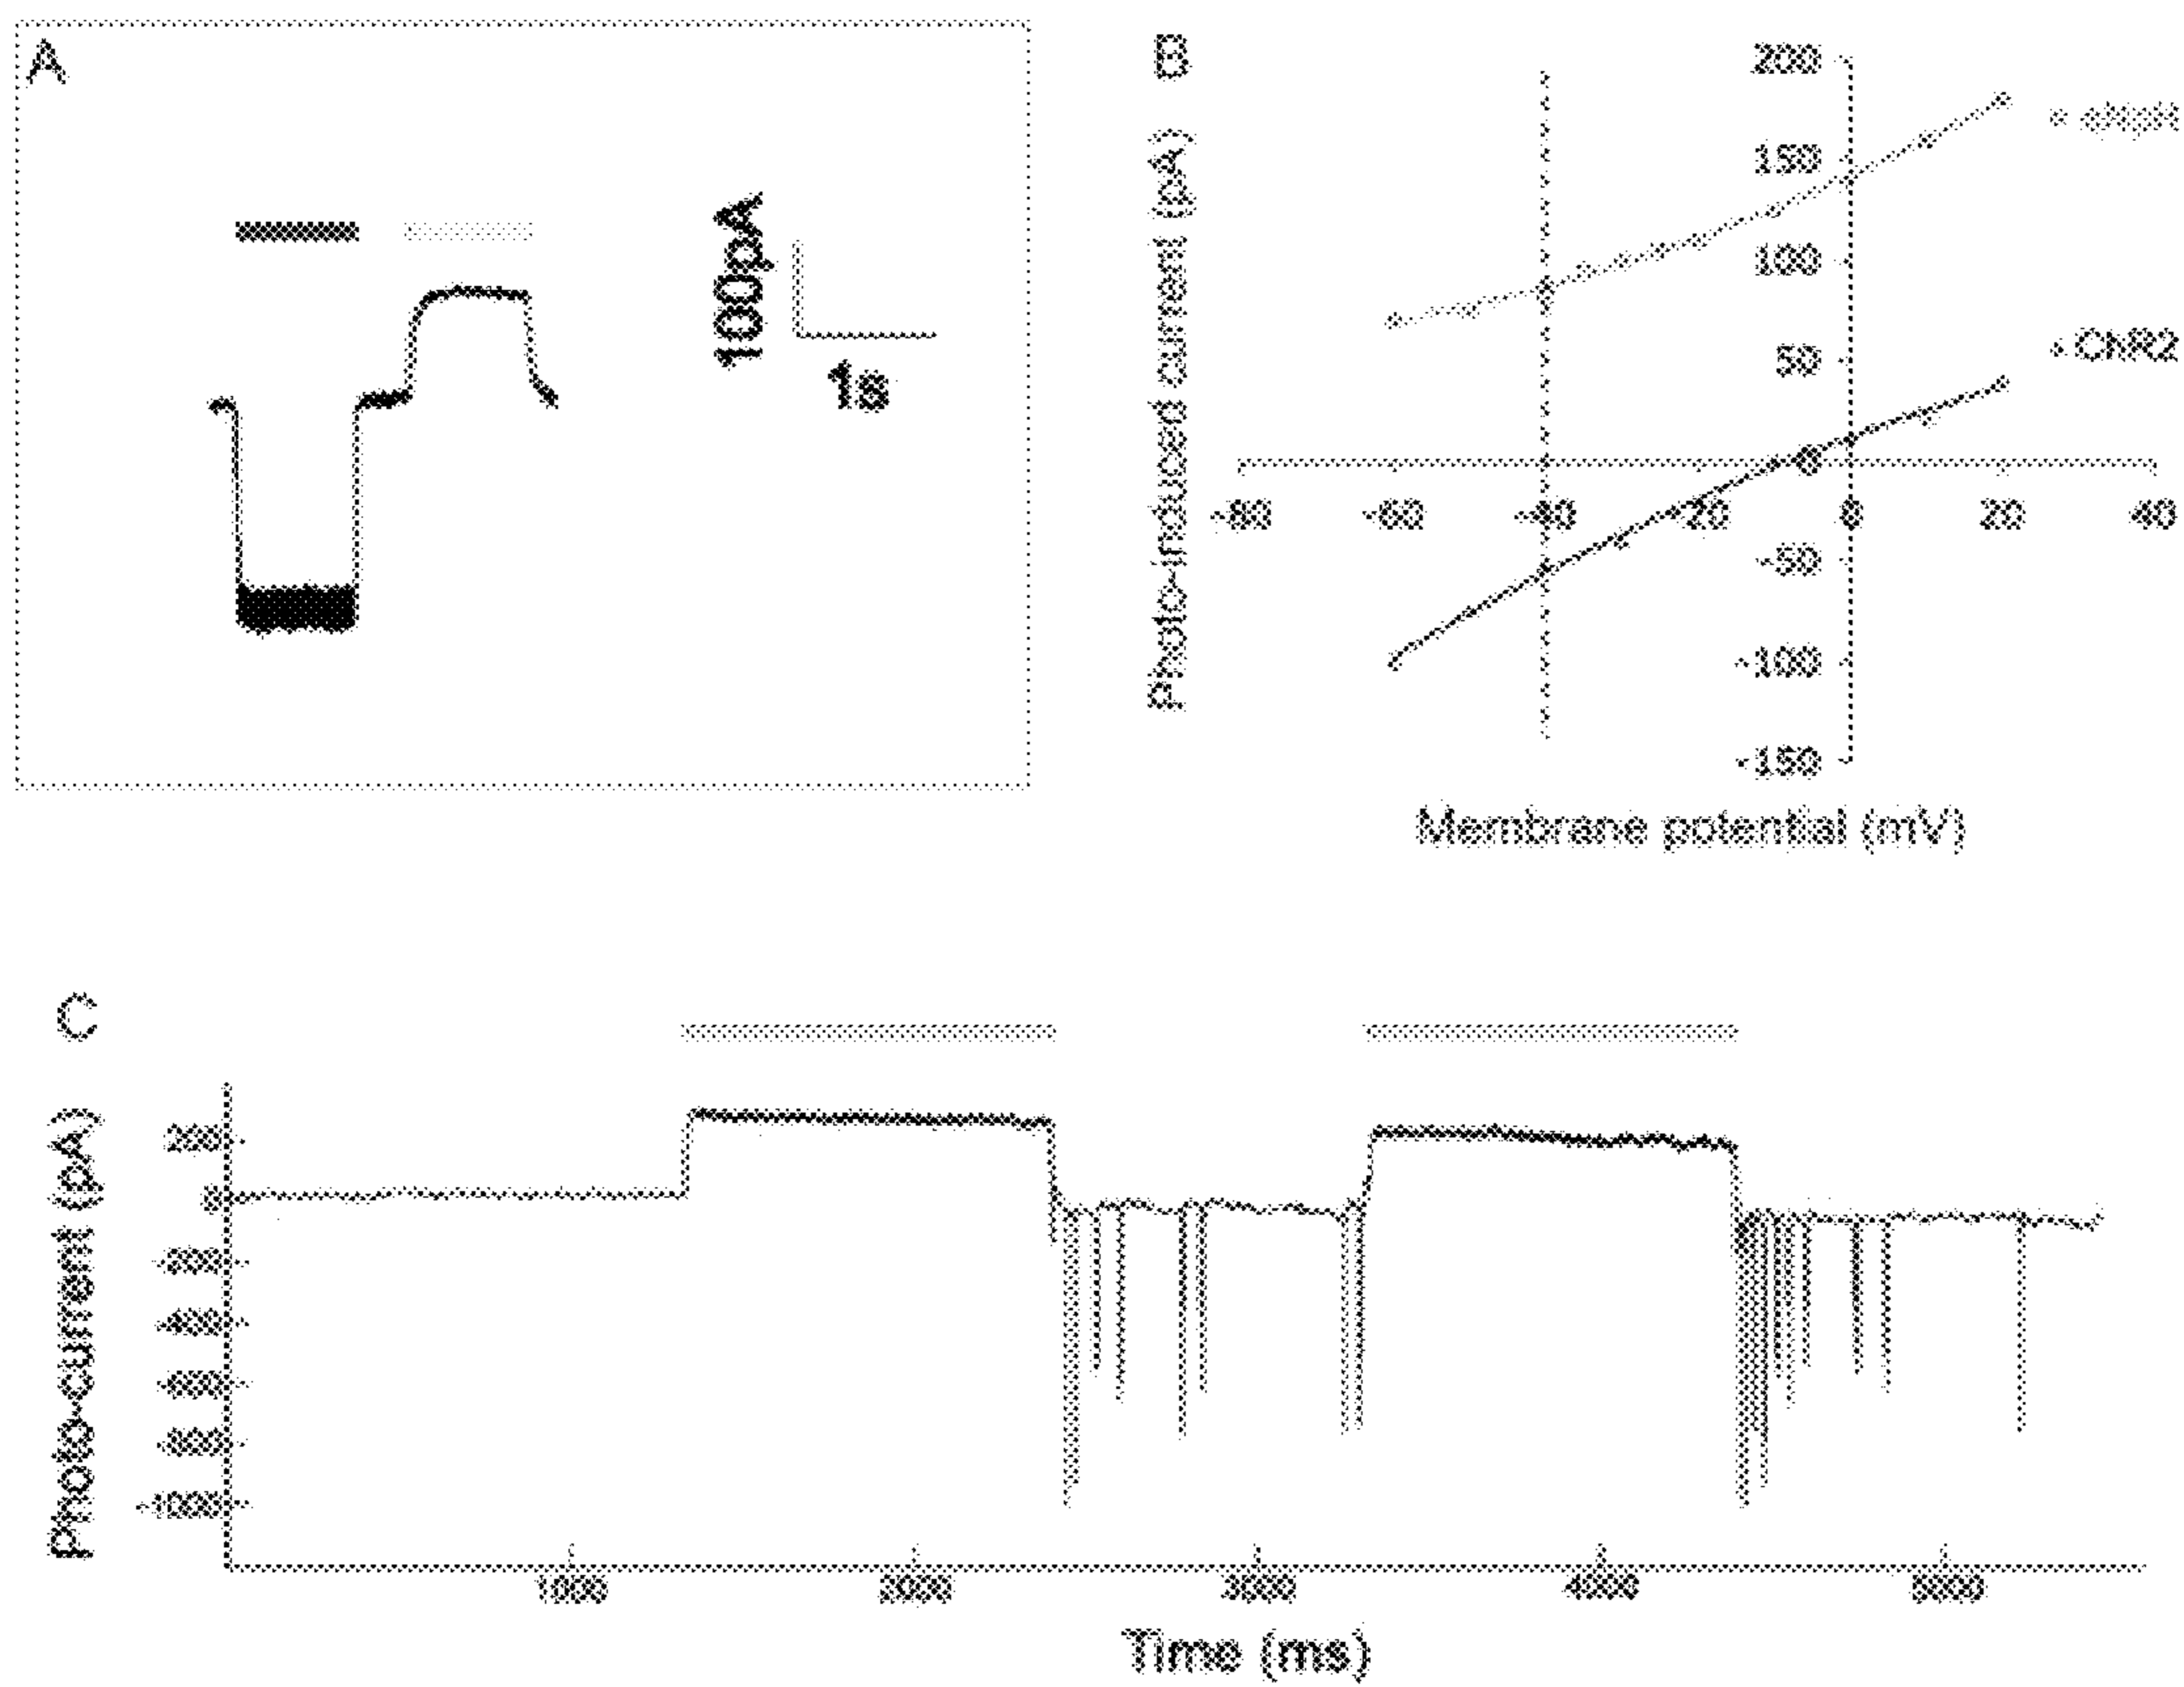 A
100pA
1s
B
Photo-induced current (pA)
200
150
100
50
0
-50
-100
-150
-80
-60
-40
-20
0
20
40
eNpHR
ChR2
Membrane potential (mV)
C
Photo-current (pA)
200
0
-200
-400
-600
-800
-1000
1000
2000
3000
4000
5000
Time (ms)